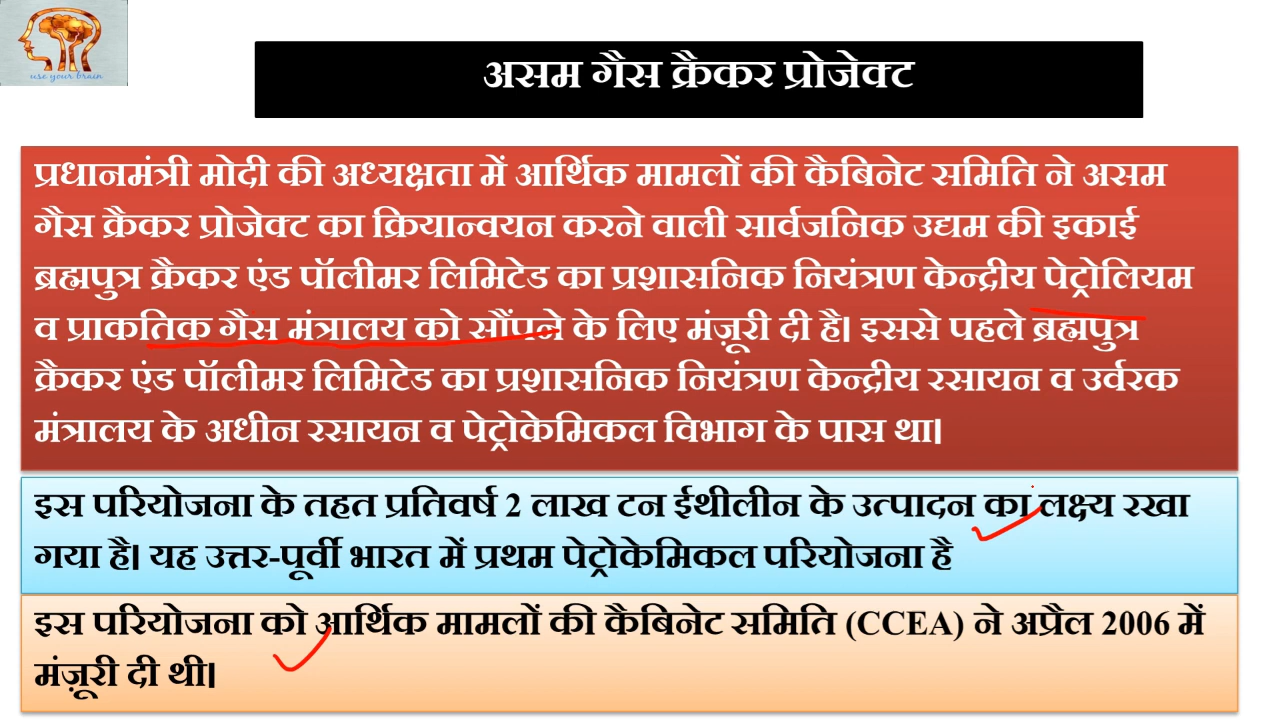 use your brain
असम गैस क्रैकर प्रोजेक्ट
प्रधानमंत्री मोदी की अध्यक्षता में आर्थिक मामलों की कैबिनेट समिति ने असम
गैस क्रैकर प्रोजेक्ट का क्रियान्वयन करने वाली सार्वजनिक उद्यम की इकाई
ब्रह्मपुत्र क्रैकर एंड पॉलीमर लिमिटेड का प्रशासनिक नियंत्रण केन्द्रीय पेट्रोलियम
व प्राकतिक गैस मंत्रालय को सौंपने के लिए मंज़ूरी दी है। इससे पहले ब्रह्मपुत्र
क्रैकर एंड पॉलीमर लिमिटेड का प्रशासनिक नियंत्रण केन्द्रीय रसायन व उर्वरक
मंत्रालय के अधीन रसायन व पेट्रोकेमिकल विभाग के पास था।
इस परियोजना के तहत प्रतिवर्ष 2 लाख टन ईथीलीन के उत्पादन का लक्ष्य रखा
गया है। यह उत्तर-पूर्वी भारत में प्रथम पेट्रोकेमिकल परियोजना है
इस परियोजना को आर्थिक मामलों की कैबिनेट समिति (CCEA) ने अप्रैल 2006 में
मंज़ूरी दी थी।